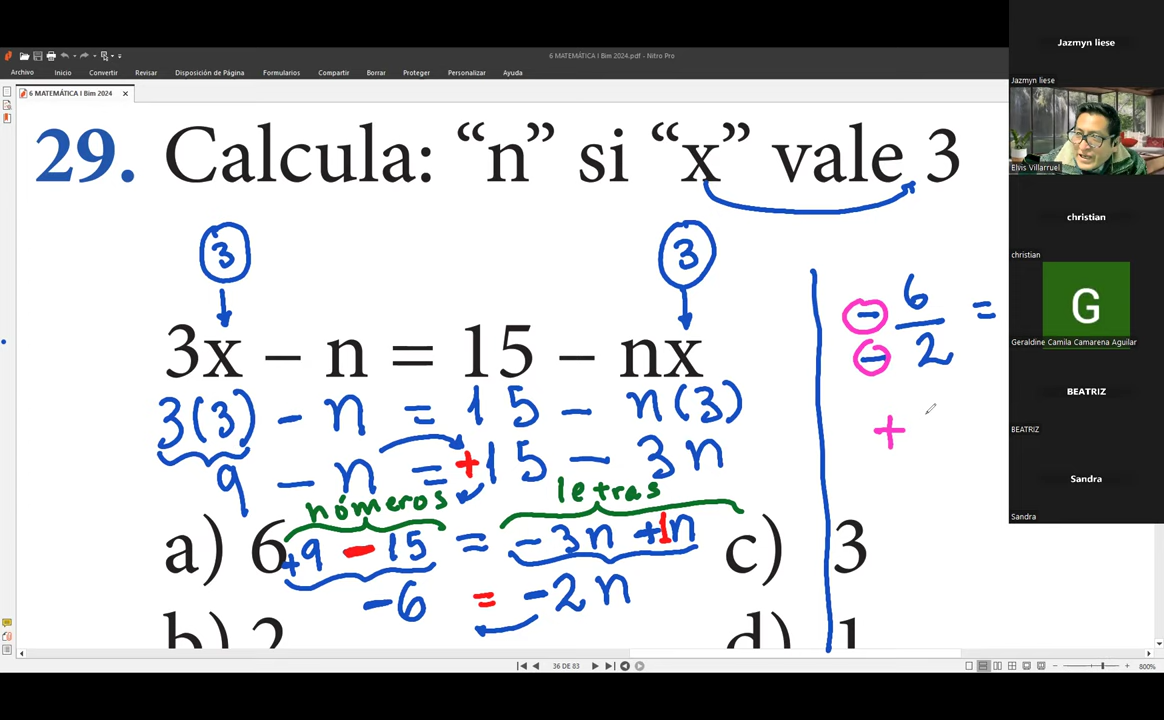 6 MATEMÁTICA I Bim 2024.pdf - Nitro Pro
Archivo Inicio Convertir Revisar Disposición de Página Formularios Compartir Borrar Proteger Personalizar Ayuda
6 MATEMÁTICA I Bim 2024
29. Calcula: “n” si “x” vale 3
3 3
3x – n = 15 – nx
3(3) - n = 15 - n(3)
9 - n = +15 - 3n
números letras
+9 - 15 = -3n +1n
-6 = -2n
a) 6
b) 2
c) 3
d) 1
- 6 =
- 2
+
36 DE 83
800%
Jazmyn liese
Jazmyn liese
Elvis Villarruel
christian
christian
G
Geraldine Camila Camarena Aguilar
BEATRIZ
BEATRIZ
Sandra
Sandra